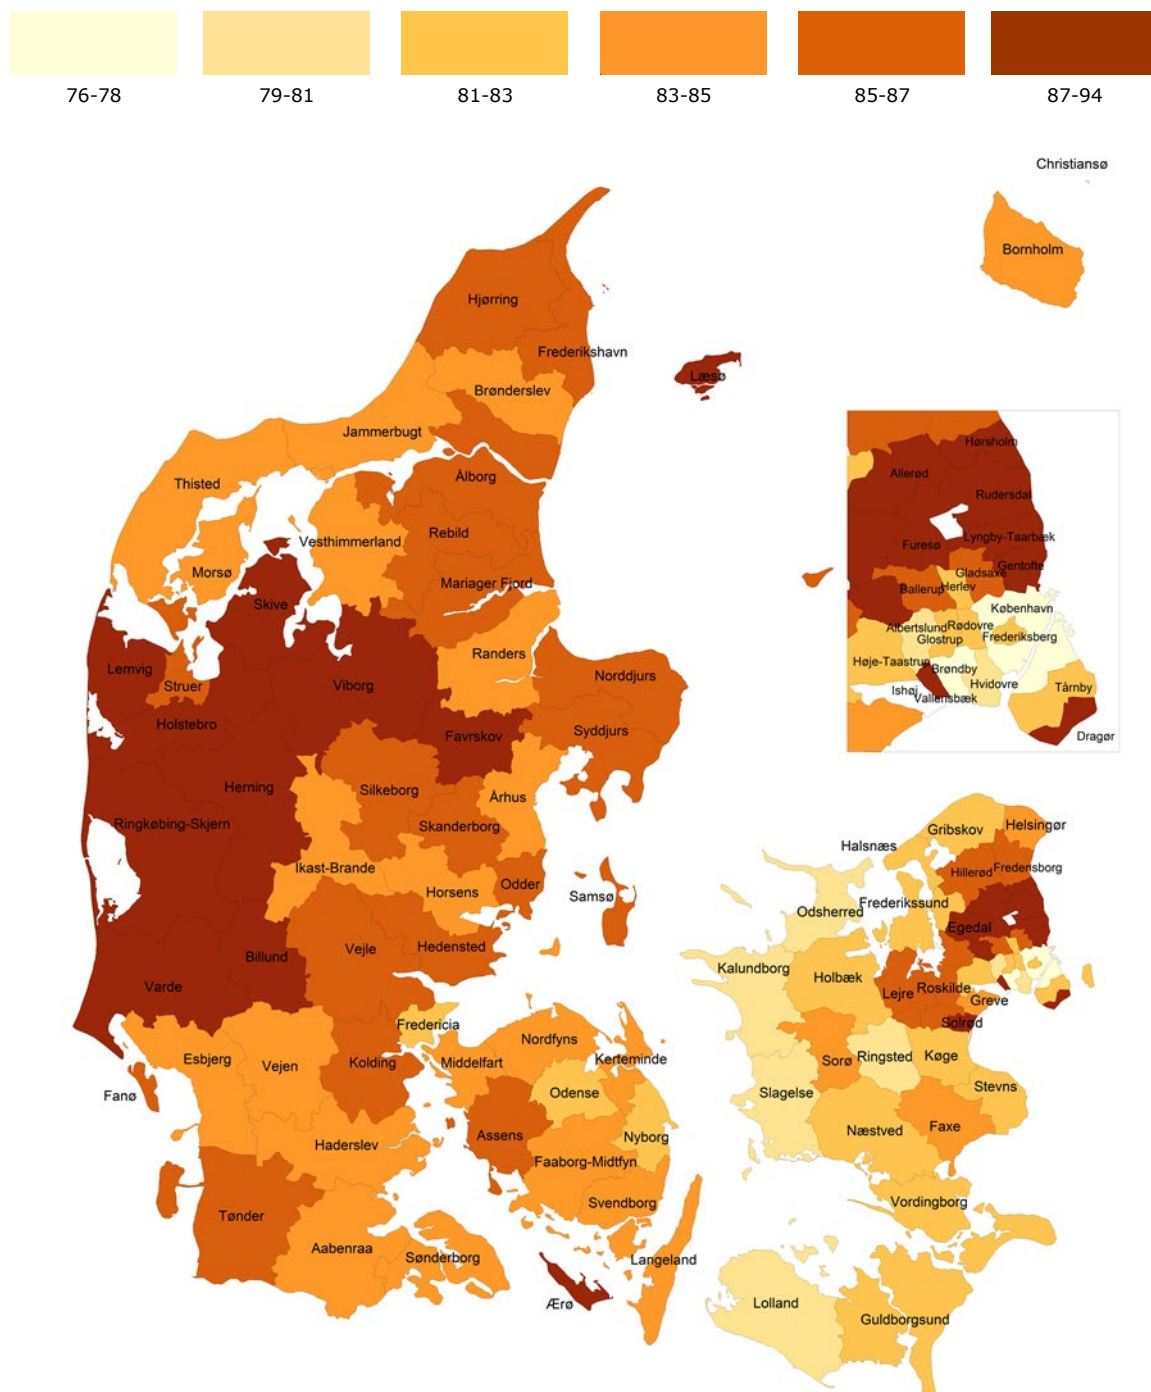 76-78 79-81 81-83 83-85 85-87 87-94
Christiansø
Bornholm
Hjørring
Frederikshavn
Læsø
Brønderslev
Jammerbugt
Thisted
Ålborg
Vesthimmerland
Rebild
Morsø
Mariager Fjord
Skive
Randers
Lemvig
Struer
Viborg
Norddjurs
Holstebro
Favrskov
Syddjurs
Herning
Silkeborg
Århus
Ringkøbing-Skjern
Skanderborg
Ikast-Brande
Horsens
Odder
Samsø
Vejle
Hedensted
Billund
Varde
Fredericia
Esbjerg
Vejen
Kolding
Fanø
Haderslev
Tønder
Aabenraa
Sønderborg
Nordfyns
Middelfart
Kerteminde
Odense
Assens
Nyborg
Faaborg-Midtfyn
Svendborg
Langeland
Ærø
Hørsholm
Allerød
Rudersdal
Lyngby-Taarbæk
Furesø
Gentofte
Gladsaxe
Ballerup
Herlev
København
Albertslund
Rødovre
Glostrup
Frederiksberg
Høje-Taastrup
Brøndby
Hvidovre
Ishøj
Vallensbæk
Tårnby
Dragør
Gribskov
Helsingør
Halsnæs
Hillerød
Fredensborg
Frederikssund
Odsherred
Egedal
Kalundborg
Holbæk
Lejre
Roskilde
Greve
Solrød
Sorø
Ringsted
Køge
Slagelse
Stevns
Næstved
Faxe
Vordingborg
Lolland
Guldborgsund